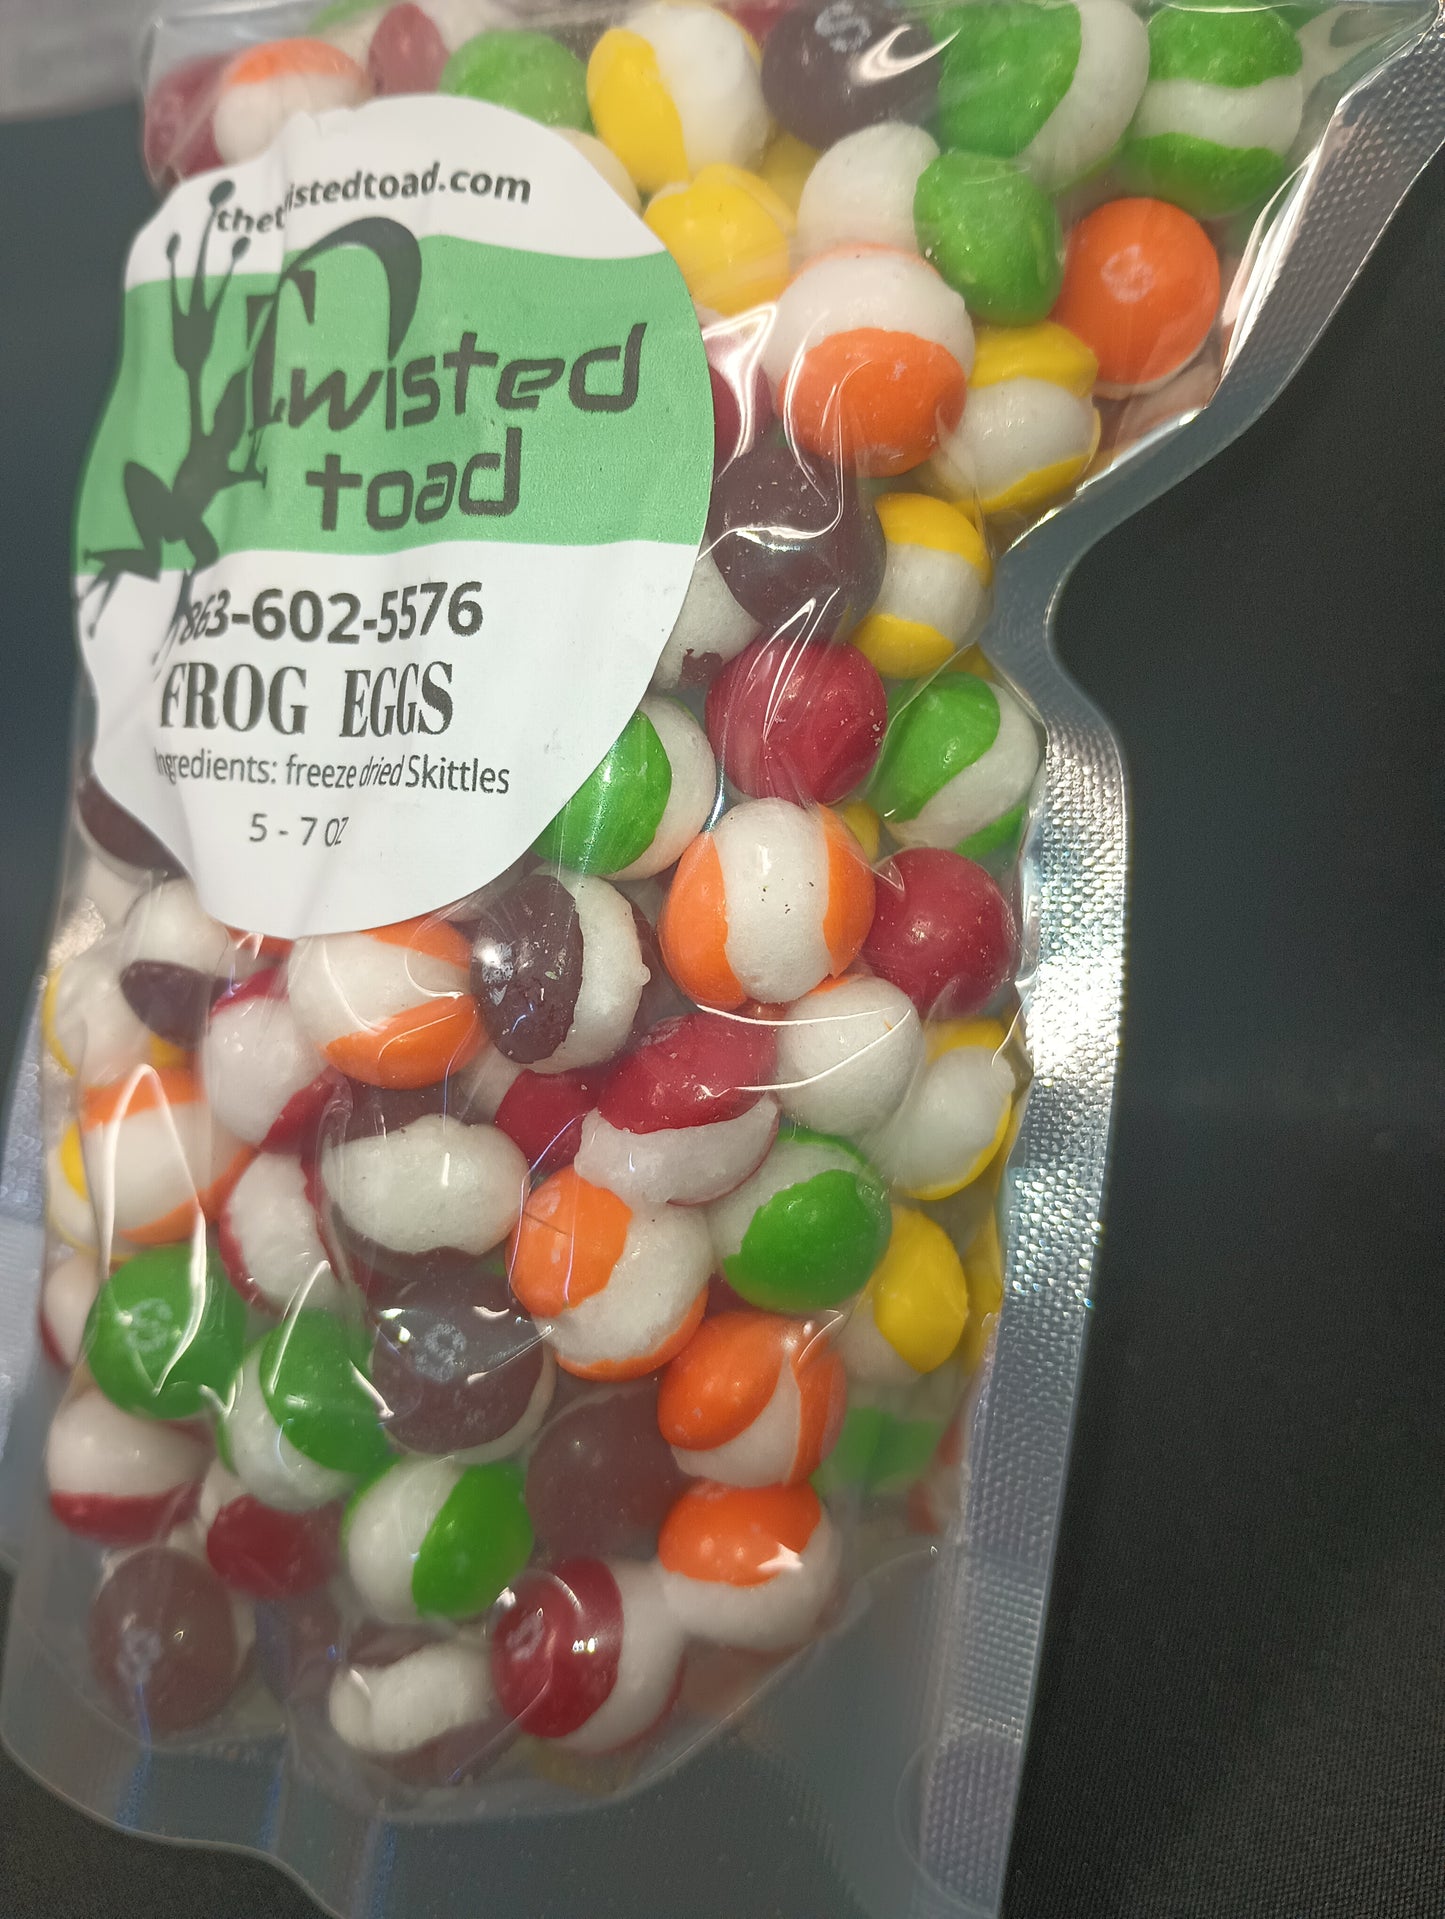 thetwistedtoad.com
Twisted
toad
863-602-5576
FROG EGGS
Ingredients: freeze dried Skittles
5 - 7 OZ
S
S
S
S
S
S